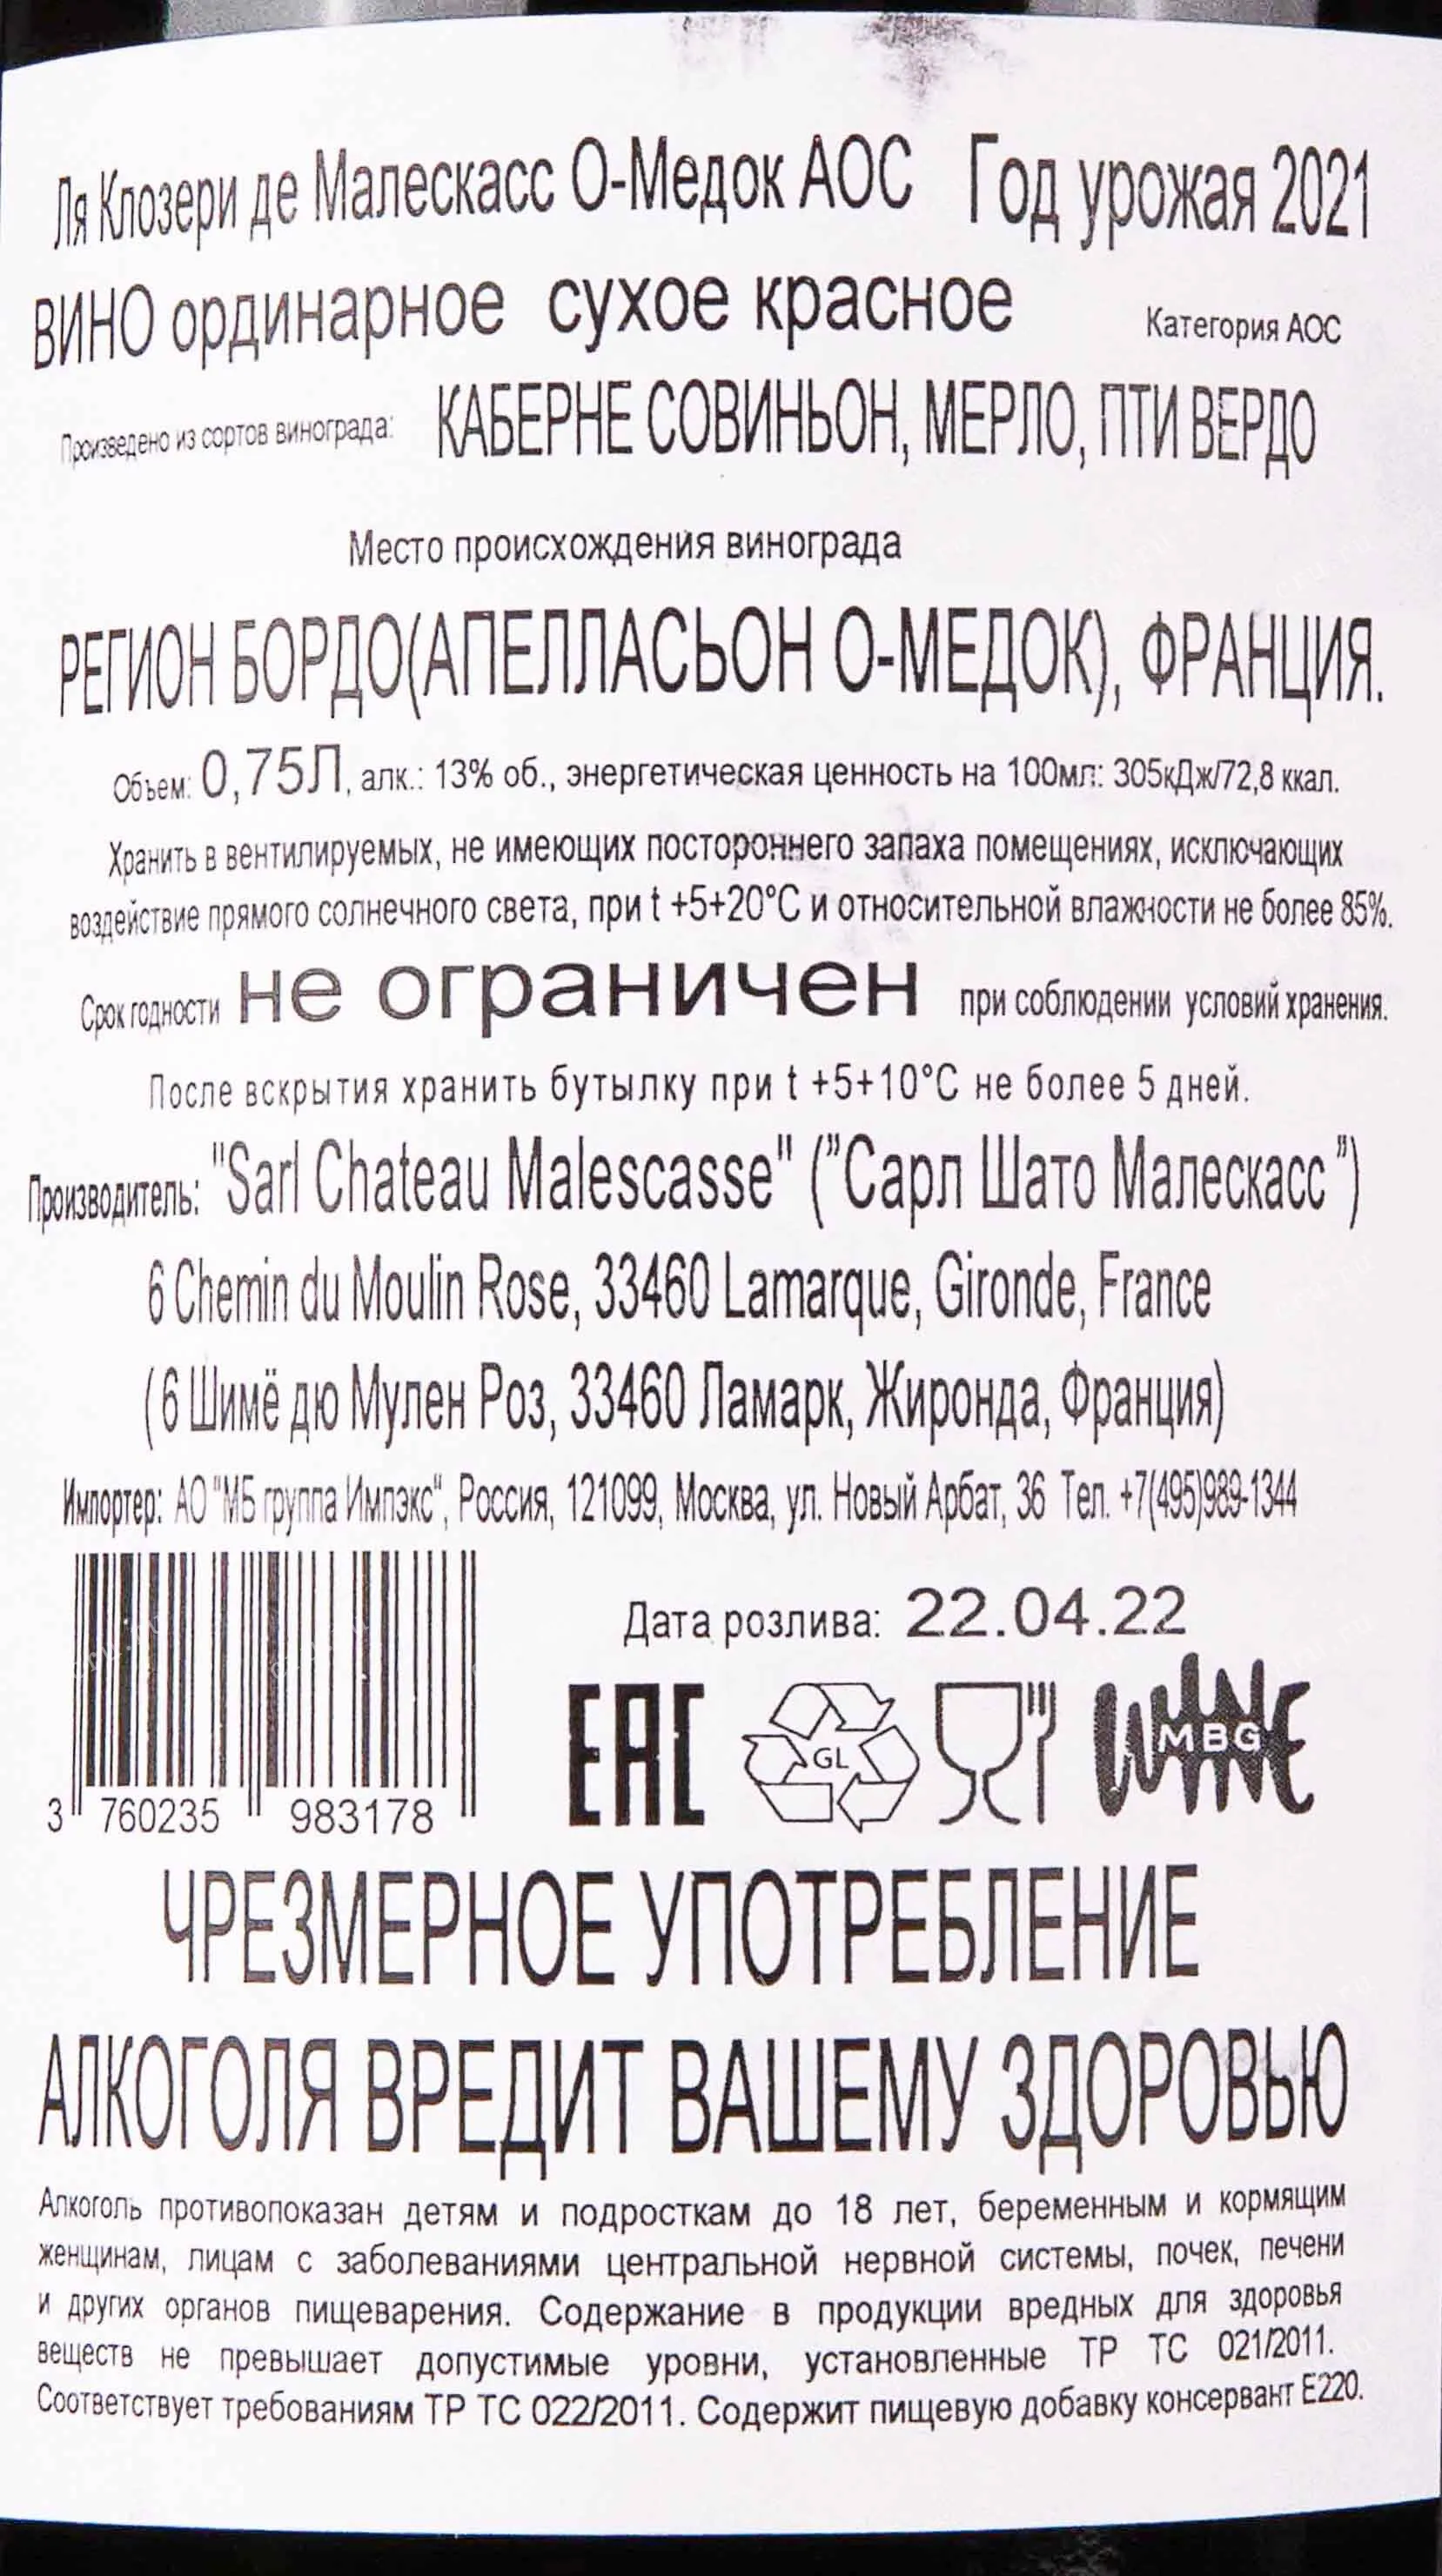 Ля Клозери де Малескасс О-Медок АОС Год урожая 2021
ВИНО ординарное сухое красное Категория АОС
Произведено из сортов винограда: КАБЕРНЕ СОВИНЬОН, МЕРЛО, ПТИ ВЕРДО
Место происхождения винограда
РЕГИОН БОРДО(АПЕЛЛАСЬОН О-МЕДОК), ФРАНЦИЯ.
Объем: 0,75Л, алк.: 13% об., энергетическая ценность на 100мл: 305кДж/72,8 ккал.
Хранить в вентилируемых, не имеющих постороннего запаха помещениях, исключающих
воздействие прямого солнечного света, при t +5+20°С и относительной влажности не более 85%.
Срок годности не ограничен при соблюдении условий хранения.
После вскрытия хранить бутылку при t +5+10°С не более 5 дней.
Производитель: "Sarl Chateau Malescasse" ("Сарл Шато Малескасс")
6 Chemin du Moulin Rose, 33460 Lamarque, Gironde, France
(6 Шимё дю Мулен Роз, 33460 Ламарк, Жиронда, Франция)
Импортер: АО "МБ группа Импэкс", Россия, 121099, Москва, ул. Новый Арбат, 36 Тел. +7(495)989-1344
Дата розлива: 22.04.22
EAC GL WINE MBG
3 760235 983178
ЧРЕЗМЕРНОЕ УПОТРЕБЛЕНИЕ
АЛКОГОЛЯ ВРЕДИТ ВАШЕМУ ЗДОРОВЬЮ
Алкоголь противопоказан детям и подросткам до 18 лет, беременным и кормящим
женщинам, лицам с заболеваниями центральной нервной системы, почек, печени
и других органов пищеварения. Содержание в продукции вредных для здоровья
веществ не превышает допустимые уровни, установленные ТР ТС 021/2011.
Соответствует требованиям ТР ТС 022/2011. Содержит пищевую добавку консервант Е220.